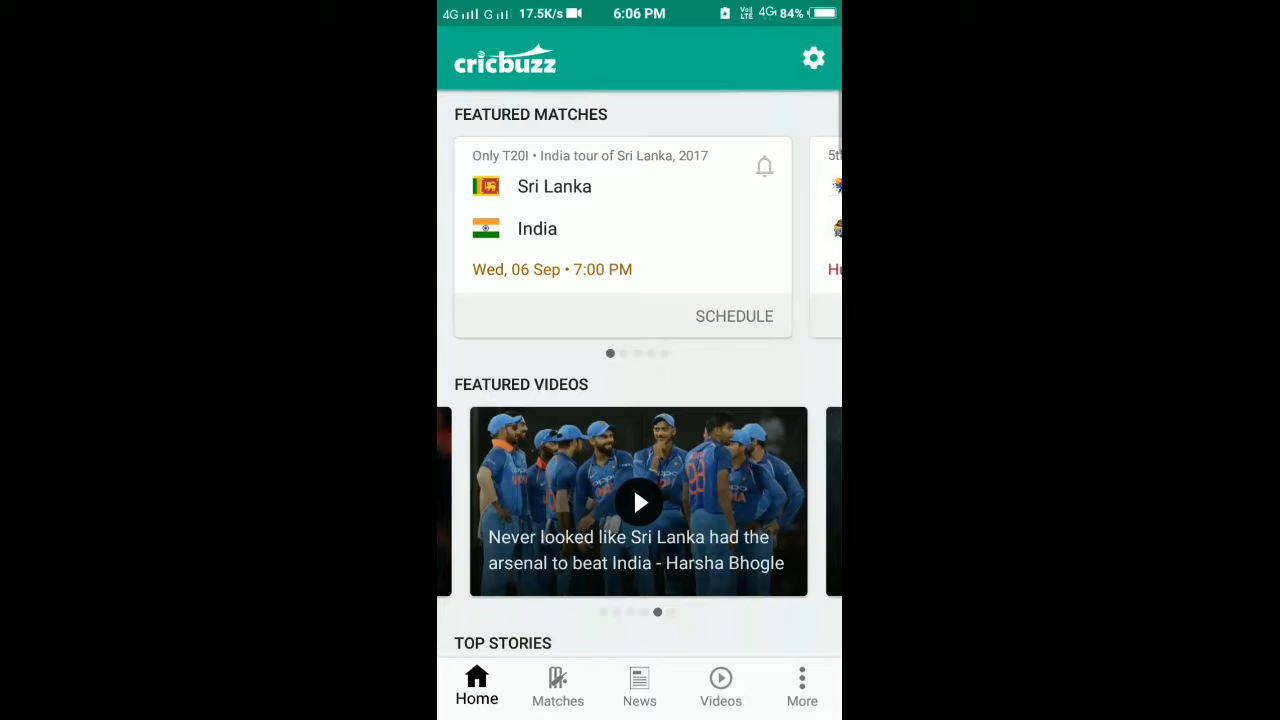 4G G 17.5K/s 6:06 PM VoLTE 4G 84%
cricbuzz
FEATURED MATCHES
Only T20I • India tour of Sri Lanka, 2017
5th
Sri Lanka
India
Wed, 06 Sep • 7:00 PM
SCHEDULE
FEATURED VIDEOS
Never looked like Sri Lanka had the
arsenal to beat India - Harsha Bhogle
TOP STORIES
Home Matches News Videos More